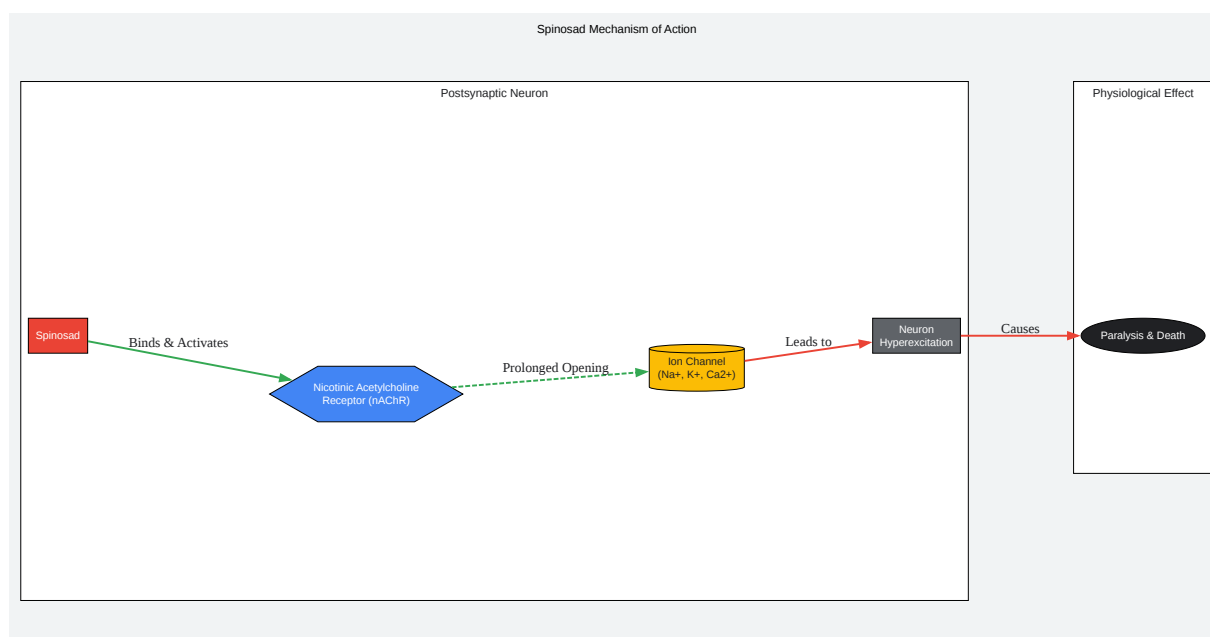 Spinosad Mechanism of Action
Postsynaptic Neuron
Physiological Effect
Spinosad
Binds & Activates
Nicotinic Acetylcholine
Receptor (nAChR)
Prolonged Opening
Ion Channel
(Na+, K+, Ca2+)
Leads to
Neuron
Hyperexcitation
Causes
Paralysis & Death